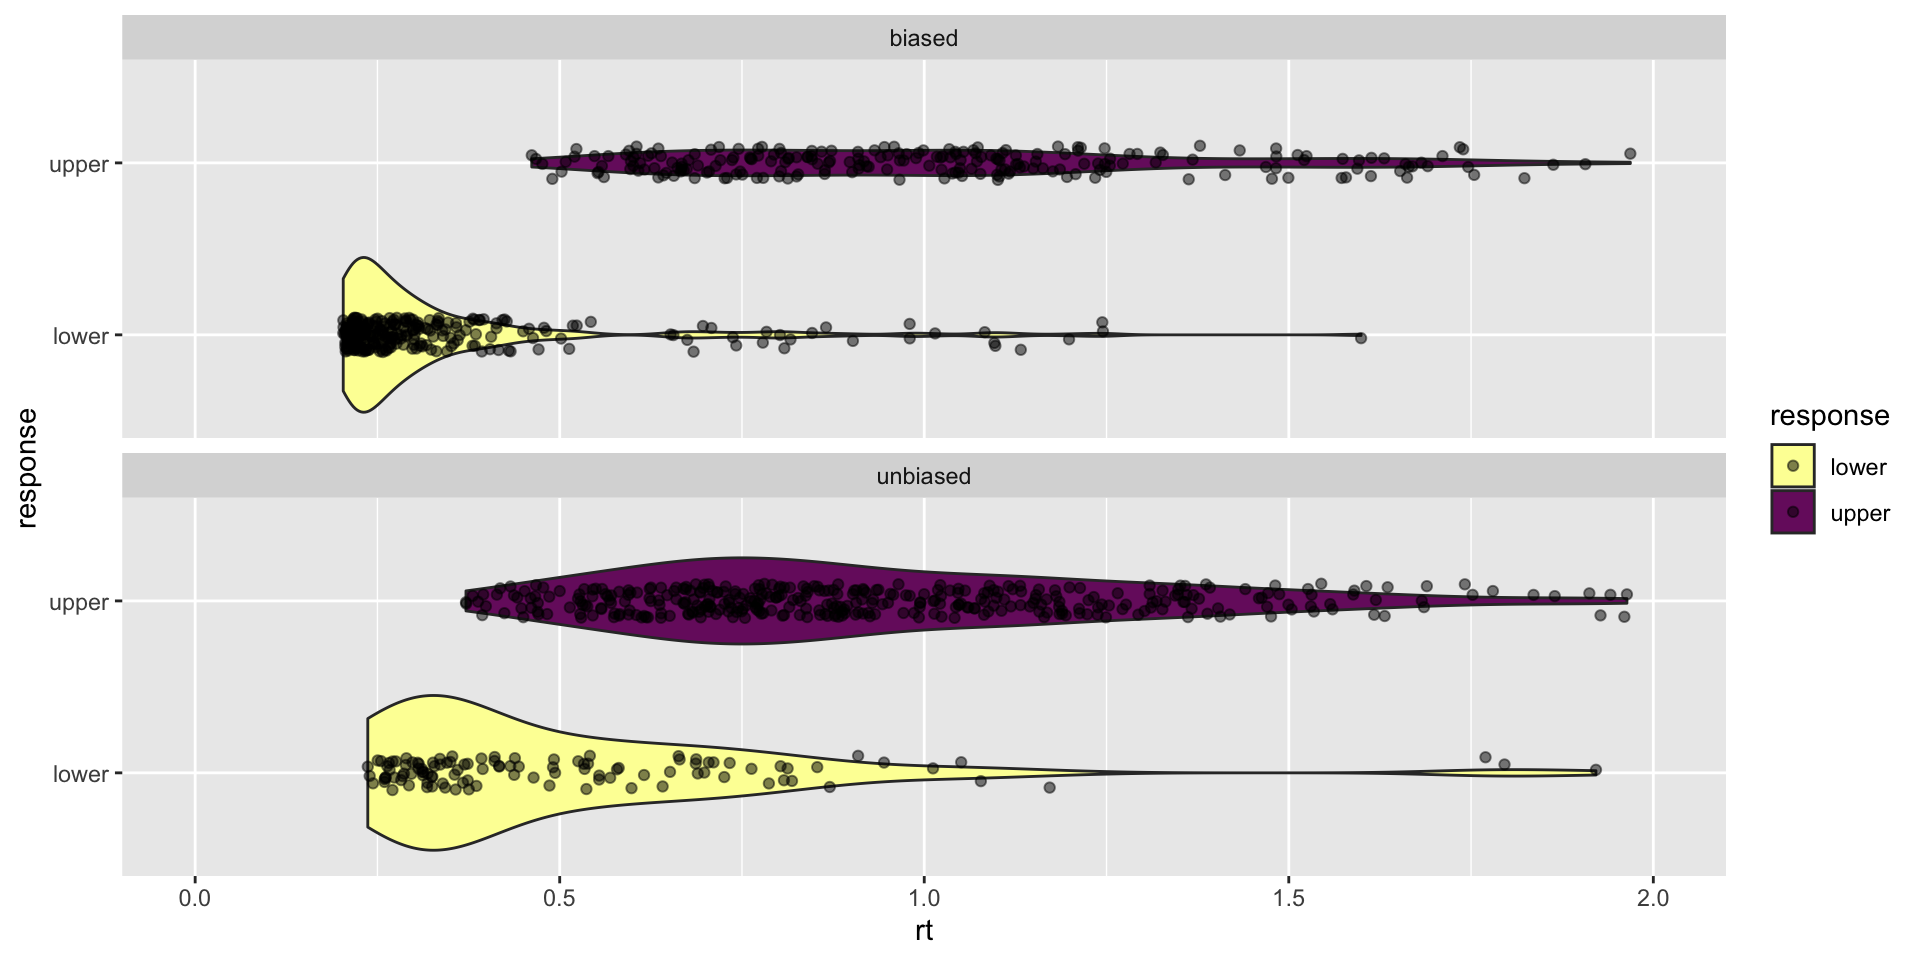 biased
upper
lower
response
unbiased
upper
lower
0.0 0.5 1.0 1.5 2.0
rt
response
lower
upper